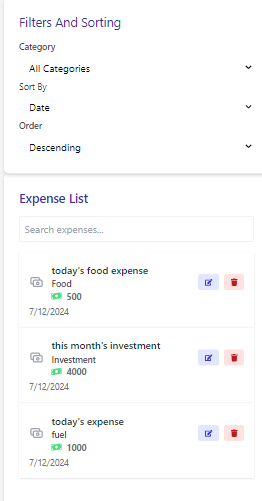 Filters And Sorting
Category
All Categories
Sort By
Date
Order
Descending
Expense List
Search expenses...
today's food expense
Food
500
7/12/2024
this month's investment
Investment
4000
7/12/2024
today's expense
fuel
1000
7/12/2024